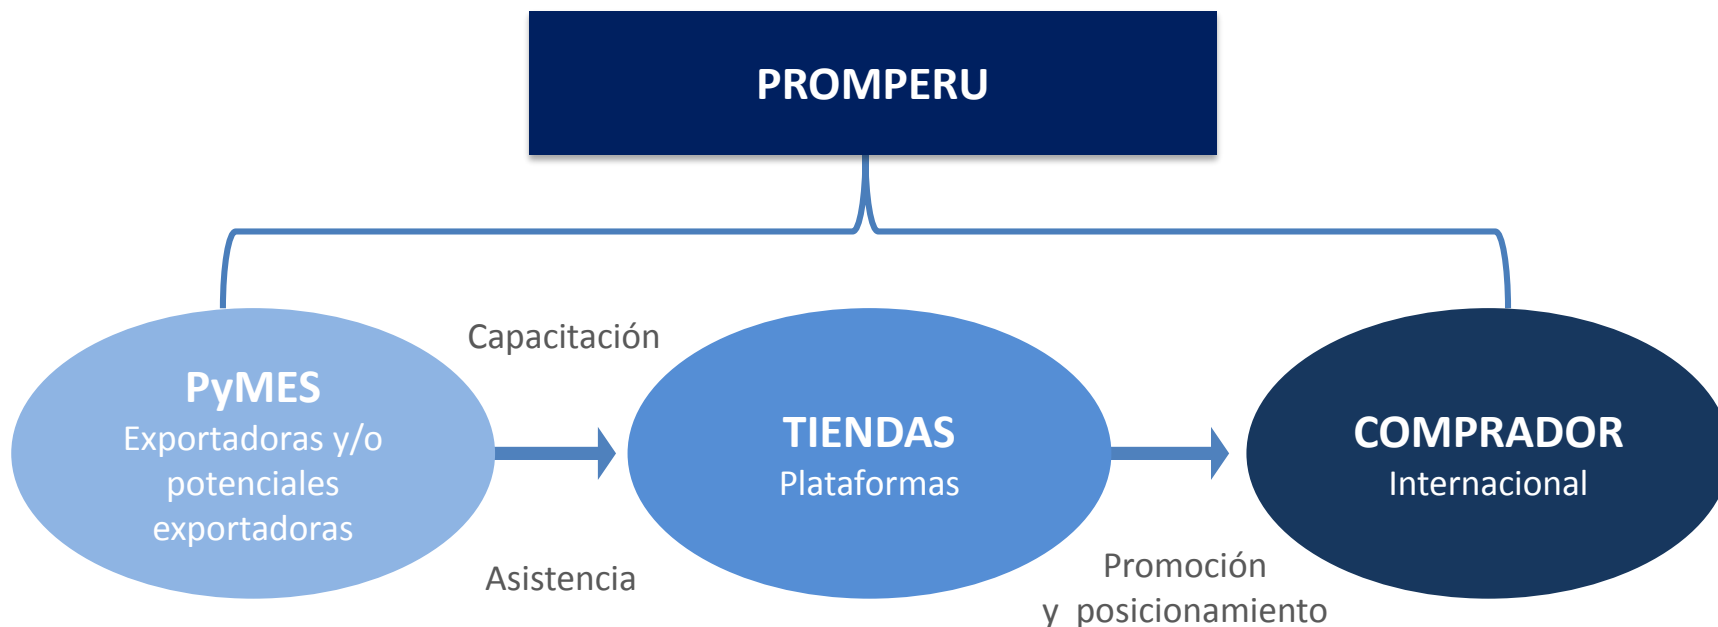 PROMPERU
Capacitación
PyMES
Exportadoras y/o
potenciales
exportadoras
Asistencia
TIENDAS
Plataformas
Promoción
y posicionamiento
COMPRADOR
Internacional